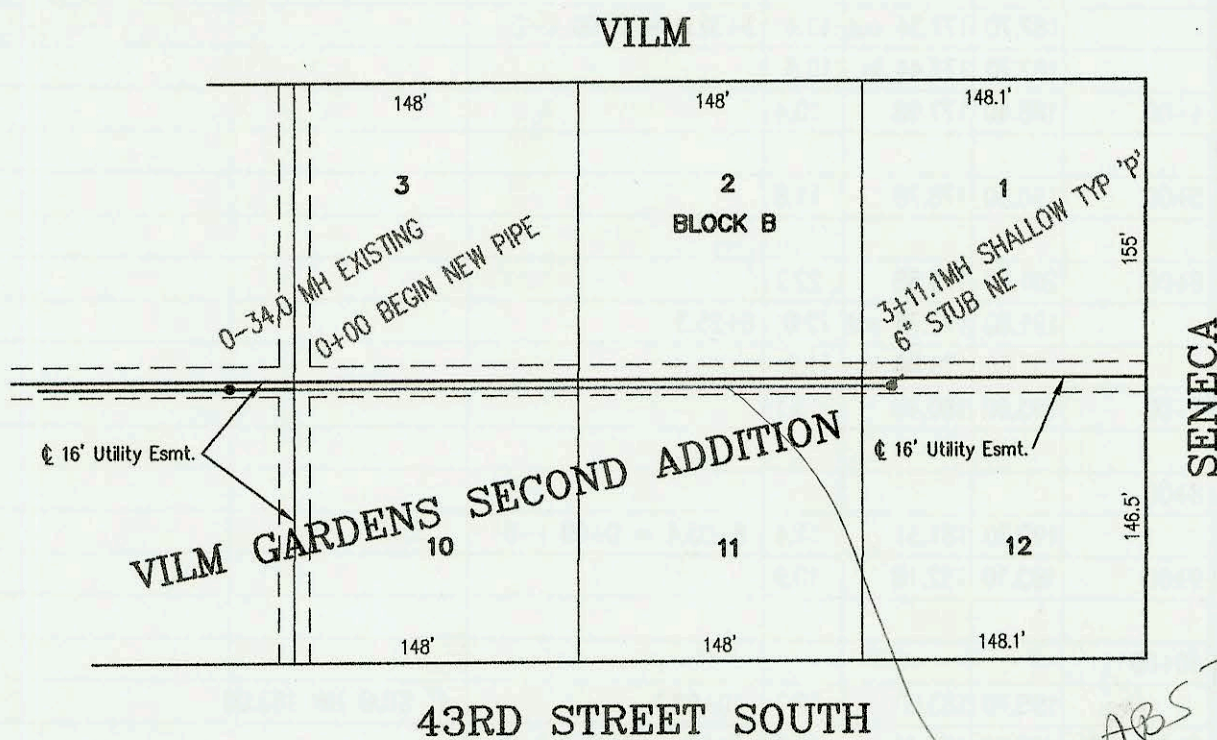 VILM
148'
148'
148.1'
3
2
1
BLOCK B
155'
0-34.0 MH EXISTING
0+00 BEGIN NEW PIPE
3+11.1MH SHALLOW TYP 'P'
6" STUB NE
SENECA
℄ 16' Utility Esmt.
℄ 16' Utility Esmt.
VILM GARDENS SECOND ADDITION
10
11
12
146.5'
148'
148'
148.1'
43RD STREET SOUTH
ABS